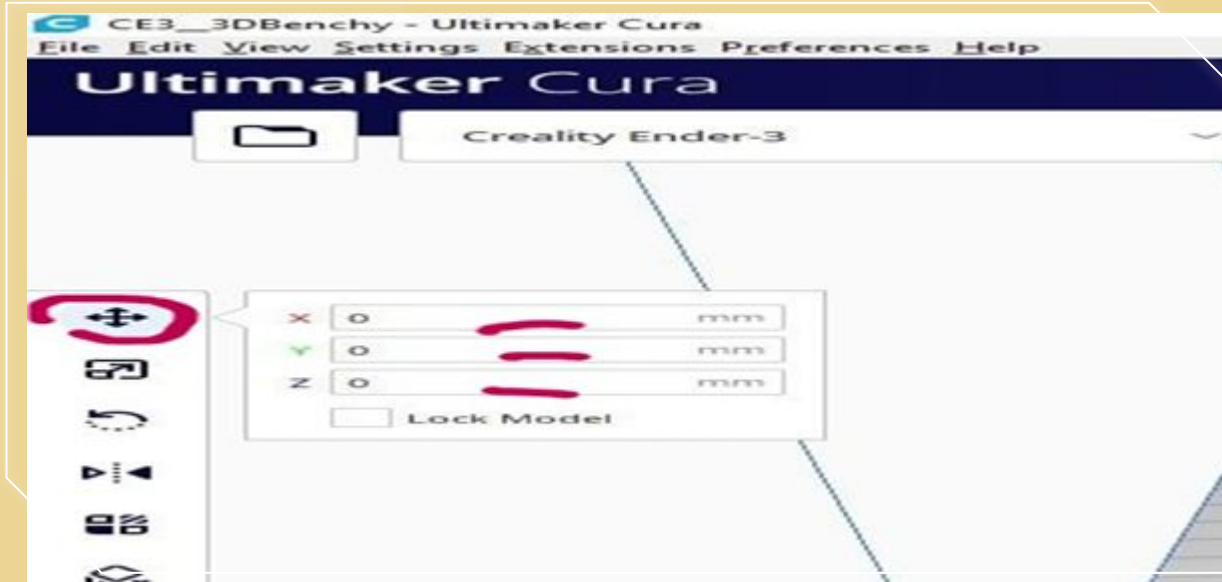 CE3__3DBenchy - Ultimaker Cura
File Edit View Settings Extensions Preferences Help
Ultimaker Cura
Creality Ender-3
X 0 mm
Y 0 mm
Z 0 mm
Lock Model